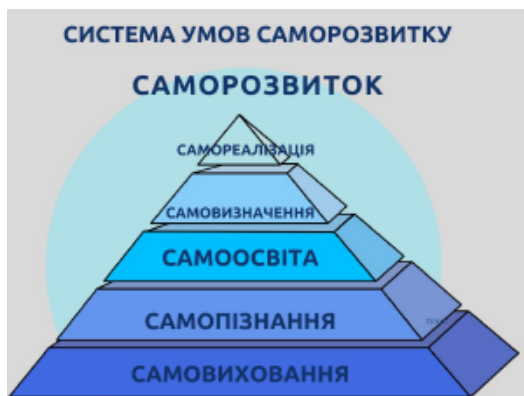 СИСТЕМА УМОВ САМОРОЗВИТКУ
САМОРОЗВИТОК
САМОРЕАЛІЗАЦІЯ
САМОВИЗНАЧЕННЯ
САМООСВІТА
САМОПІЗНАННЯ
САМОВИХОВАННЯ